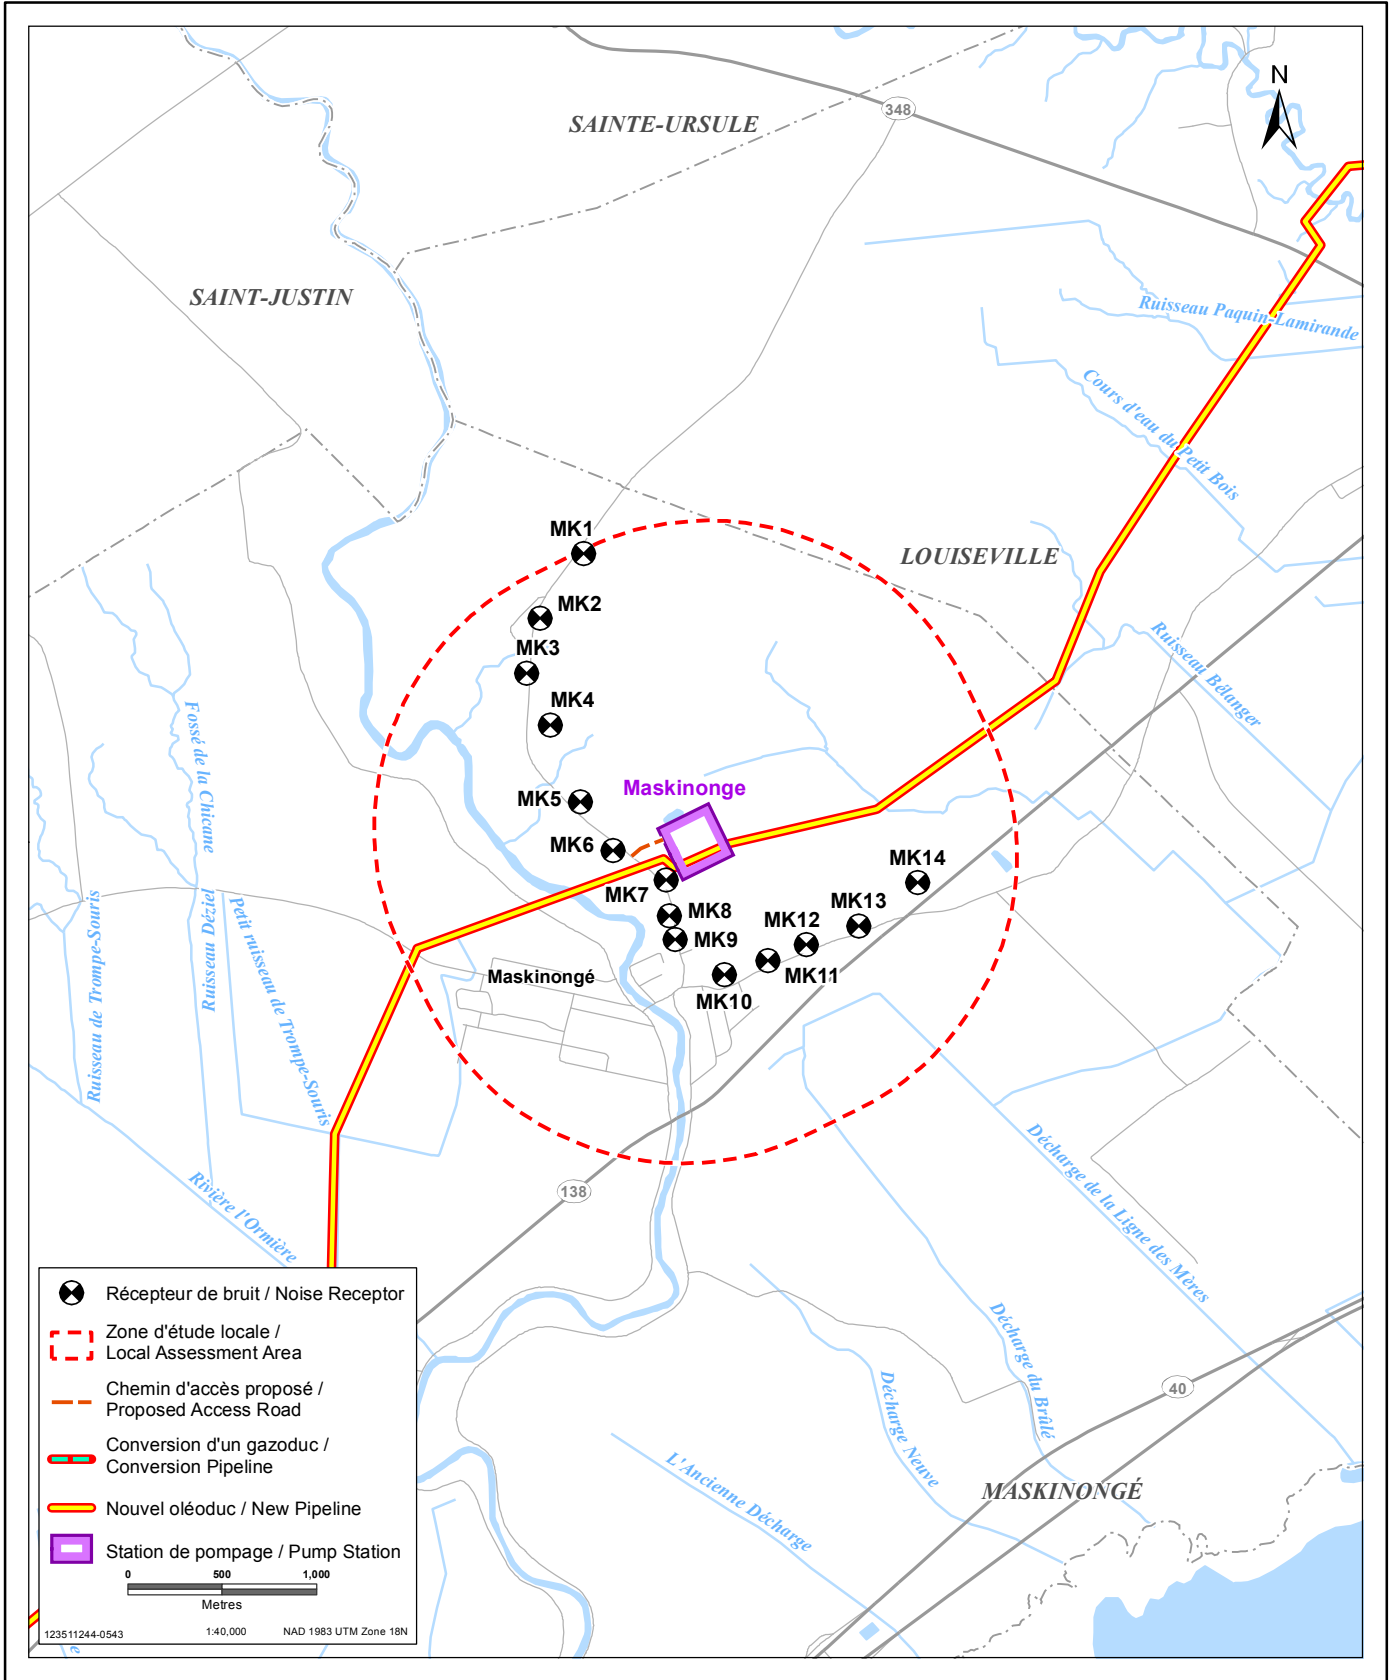 N
348
SAINTE-URSULE
SAINT-JUSTIN
Ruisseau Paquin-Lamirande
Cours d'eau du Petit Bois
MK1
LOUISEVILLE
MK2
MK3
Ruisseau Bélanger
MK4
Fossé de la Chicane
Maskinonge
MK5
MK6
MK14
MK7
MK13
MK8
MK12
MK9
Ruisseau de Trompe-Souris
Ruisseau Déziel
Petit ruisseau de Trompe-Souris
Maskinongé
MK11
MK10
Décharge de la Ligne des Mères
138
Rivière l'Ormière
Décharge du Brûlé
40
Décharge Neuve
L'Ancienne Décharge
MASKINONGÉ
Récepteur de bruit / Noise Receptor
Zone d'étude locale /
Local Assessment Area
Chemin d'accès proposé /
Proposed Access Road
Conversion d'un gazoduc /
Conversion Pipeline
Nouvel oléoduc / New Pipeline
Station de pompage / Pump Station
0 500 1,000
Metres
123511244-0543 1:40,000 NAD 1983 UTM Zone 18N